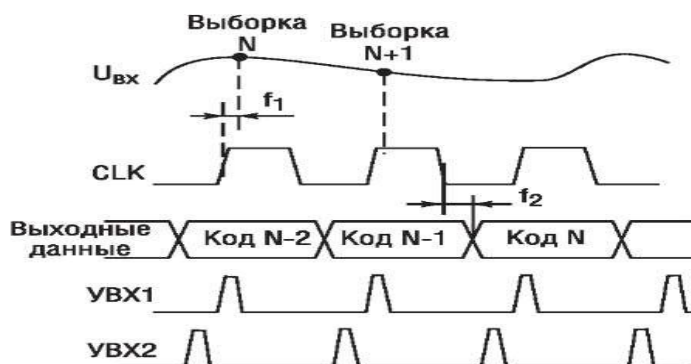 Выборка
N
Выборка
N+1
Uвх
f1
CLK
f2
Выходные
данные
Код N-2
Код N-1
Код N
УВХ1
УВХ2